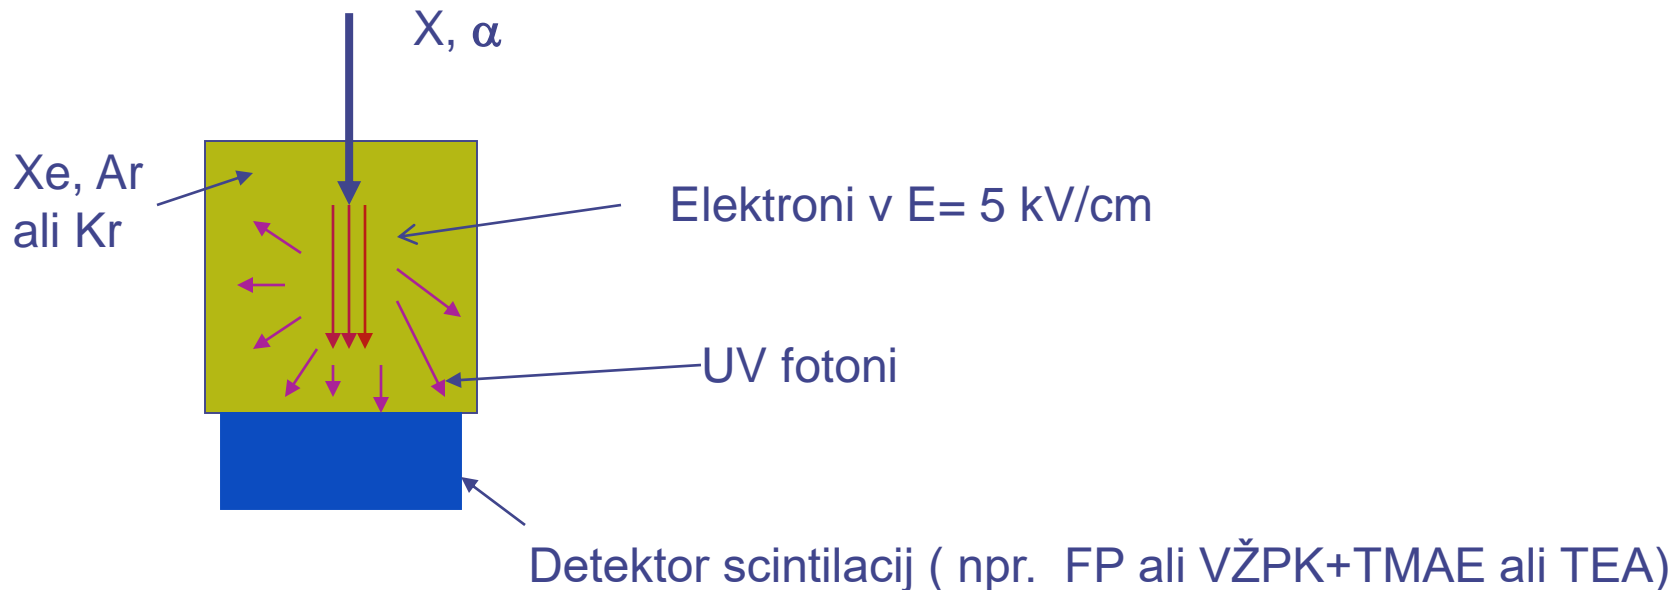 X, α
Xe, Ar
ali Kr
Elektroni v E= 5 kV/cm
UV fotoni
Detektor scintilacij ( npr.  FP ali VŽPK+TMAE ali TEA)